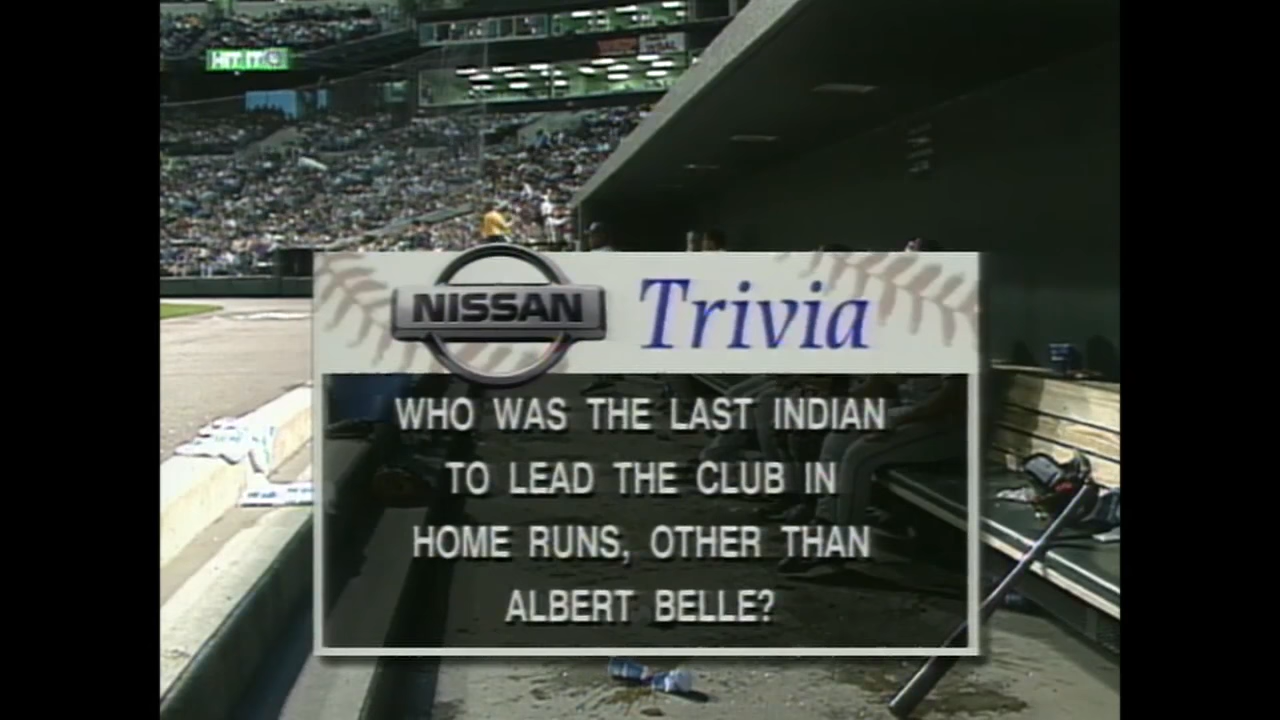 HIT IT
NISSAN
Trivia
WHO WAS THE LAST INDIAN
TO LEAD THE CLUB IN
HOME RUNS, OTHER THAN
ALBERT BELLE?